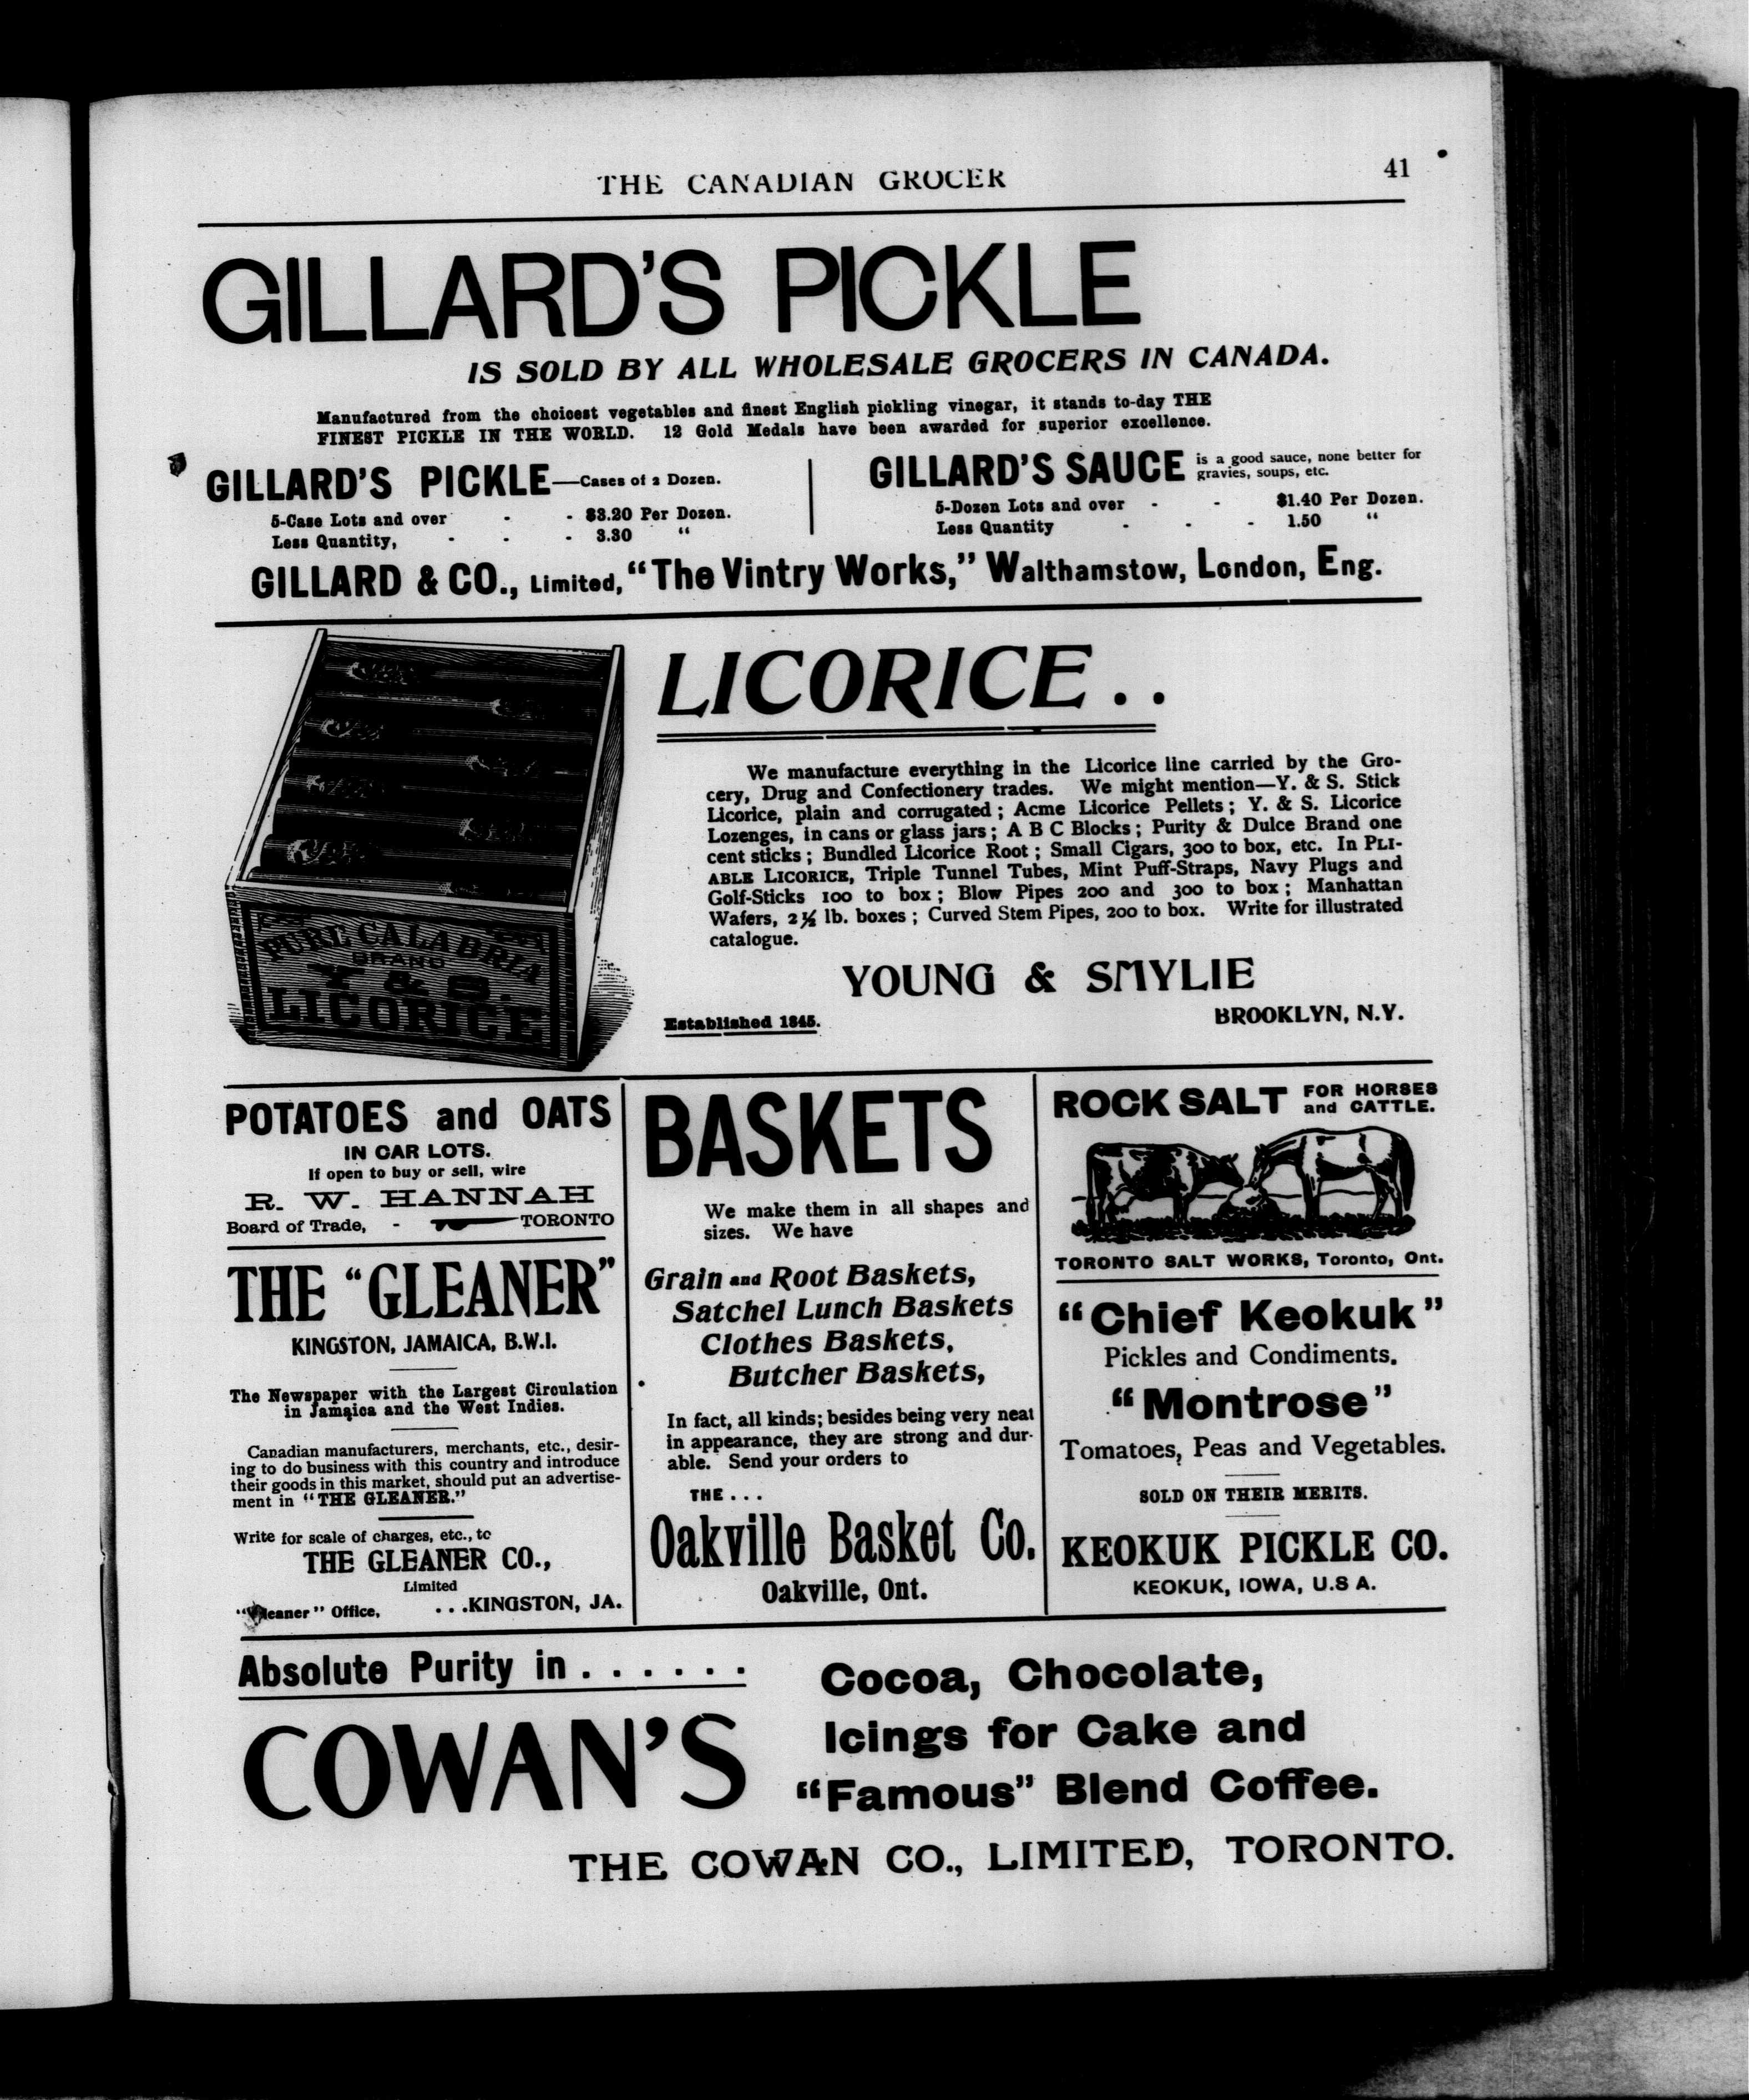 THE CANADIAN GROCER
41
GILLARD'S PICKLE
IS SOLD BY ALL WHOLESALE GROCERS IN CANADA.
Manufactured from the choicest vegetables and finest English pickling vinegar, it stands to-day THE
FINEST PICKLE IN THE WORLD. 12 Gold Medals have been awarded for superior excellence.
GILLARD'S PICKLE—Cases of 2 Dozen.
5-Case Lots and over - - $3.20 Per Dozen.
Less Quantity, - - - 3.30 "
GILLARD'S SAUCE is a good sauce, none better for
gravies, soups, etc.
5-Dozen Lots and over - - $1.40 Per Dozen.
Less Quantity - - - 1.50 "
GILLARD & CO., Limited, "The Vintry Works," Walthamstow, London, Eng.
PURE CALABRIA
BRAND
Y & S.
LICORICE
LICORICE . .
We manufacture everything in the Licorice line carried by the Gro-
cery, Drug and Confectionery trades. We might mention—Y. & S. Stick
Licorice, plain and corrugated ; Acme Licorice Pellets ; Y. & S. Licorice
Lozenges, in cans or glass jars ; A B C Blocks ; Purity & Dulce Brand one
cent sticks ; Bundled Licorice Root ; Small Cigars, 300 to box, etc. In PLI-
ABLE LICORICE, Triple Tunnel Tubes, Mint Puff-Straps, Navy Plugs and
Golf-Sticks 100 to box ; Blow Pipes 200 and 300 to box ; Manhattan
Wafers, 2½ lb. boxes ; Curved Stem Pipes, 200 to box. Write for illustrated
catalogue.
YOUNG & SMYLIE
Established 1845.
BROOKLYN, N.Y.
POTATOES and OATS
IN CAR LOTS.
If open to buy or sell, wire
R. W. HANNAH
Board of Trade, - TORONTO
THE "GLEANER"
KINGSTON, JAMAICA, B.W.I.
The Newspaper with the Largest Circulation
in Jamaica and the West Indies.
Canadian manufacturers, merchants, etc., desir-
ing to do business with this country and introduce
their goods in this market, should put an advertise-
ment in "THE GLEANER."
Write for scale of charges, etc., to
THE GLEANER CO.,
Limited
"Gleaner" Office, . . .KINGSTON, JA.
BASKETS
We make them in all shapes and
sizes. We have
Grain and Root Baskets,
Satchel Lunch Baskets
Clothes Baskets,
Butcher Baskets,
In fact, all kinds; besides being very neat
in appearance, they are strong and dur-
able. Send your orders to
THE . . .
Oakville Basket Co.
Oakville, Ont.
ROCK SALT FOR HORSES
and CATTLE.
TORONTO SALT WORKS, Toronto, Ont.
"Chief Keokuk"
Pickles and Condiments.
"Montrose"
Tomatoes, Peas and Vegetables.
SOLD ON THEIR MERITS.
KEOKUK PICKLE CO.
KEOKUK, IOWA, U.S A.
Absolute Purity in . . . . . .
COWAN'S
Cocoa, Chocolate,
Icings for Cake and
"Famous" Blend Coffee.
THE COWAN CO., LIMITED, TORONTO.